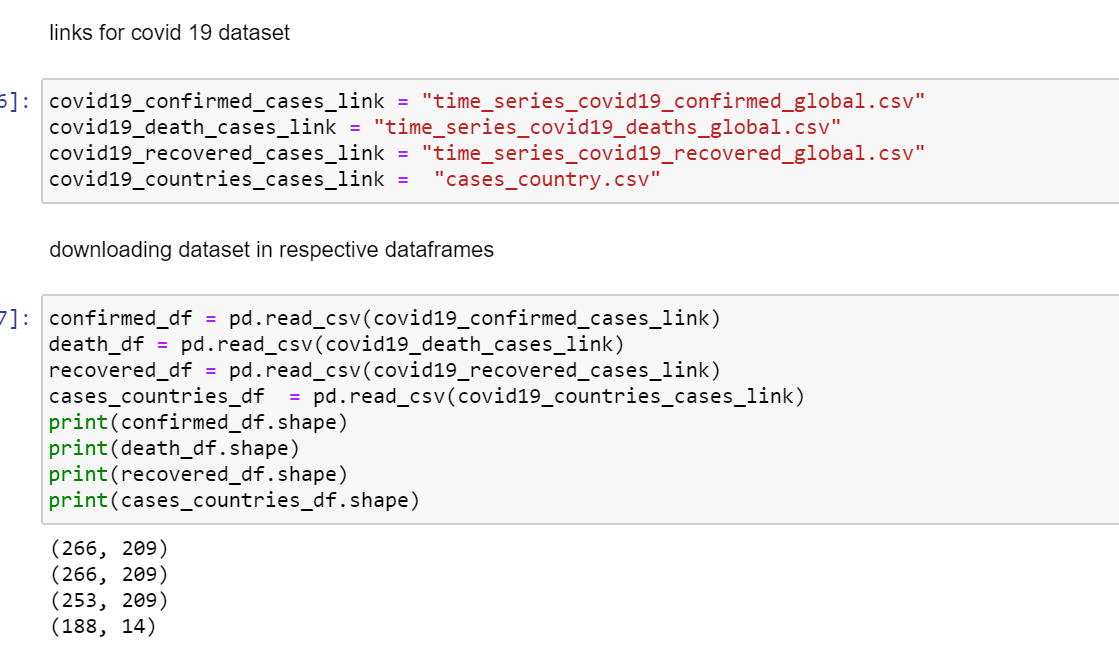 links for covid 19 dataset
6]: covid19_confirmed_cases_link = "time_series_covid19_confirmed_global.csv"
covid19_death_cases_link = "time_series_covid19_deaths_global.csv"
covid19_recovered_cases_link = "time_series_covid19_recovered_global.csv"
covid19_countries_cases_link =  "cases_country.csv"
downloading dataset in respective dataframes
7]: confirmed_df = pd.read_csv(covid19_confirmed_cases_link)
death_df = pd.read_csv(covid19_death_cases_link)
recovered_df = pd.read_csv(covid19_recovered_cases_link)
cases_countries_df  = pd.read_csv(covid19_countries_cases_link)
print(confirmed_df.shape)
print(death_df.shape)
print(recovered_df.shape)
print(cases_countries_df.shape)
(266, 209)
(266, 209)
(253, 209)
(188, 14)